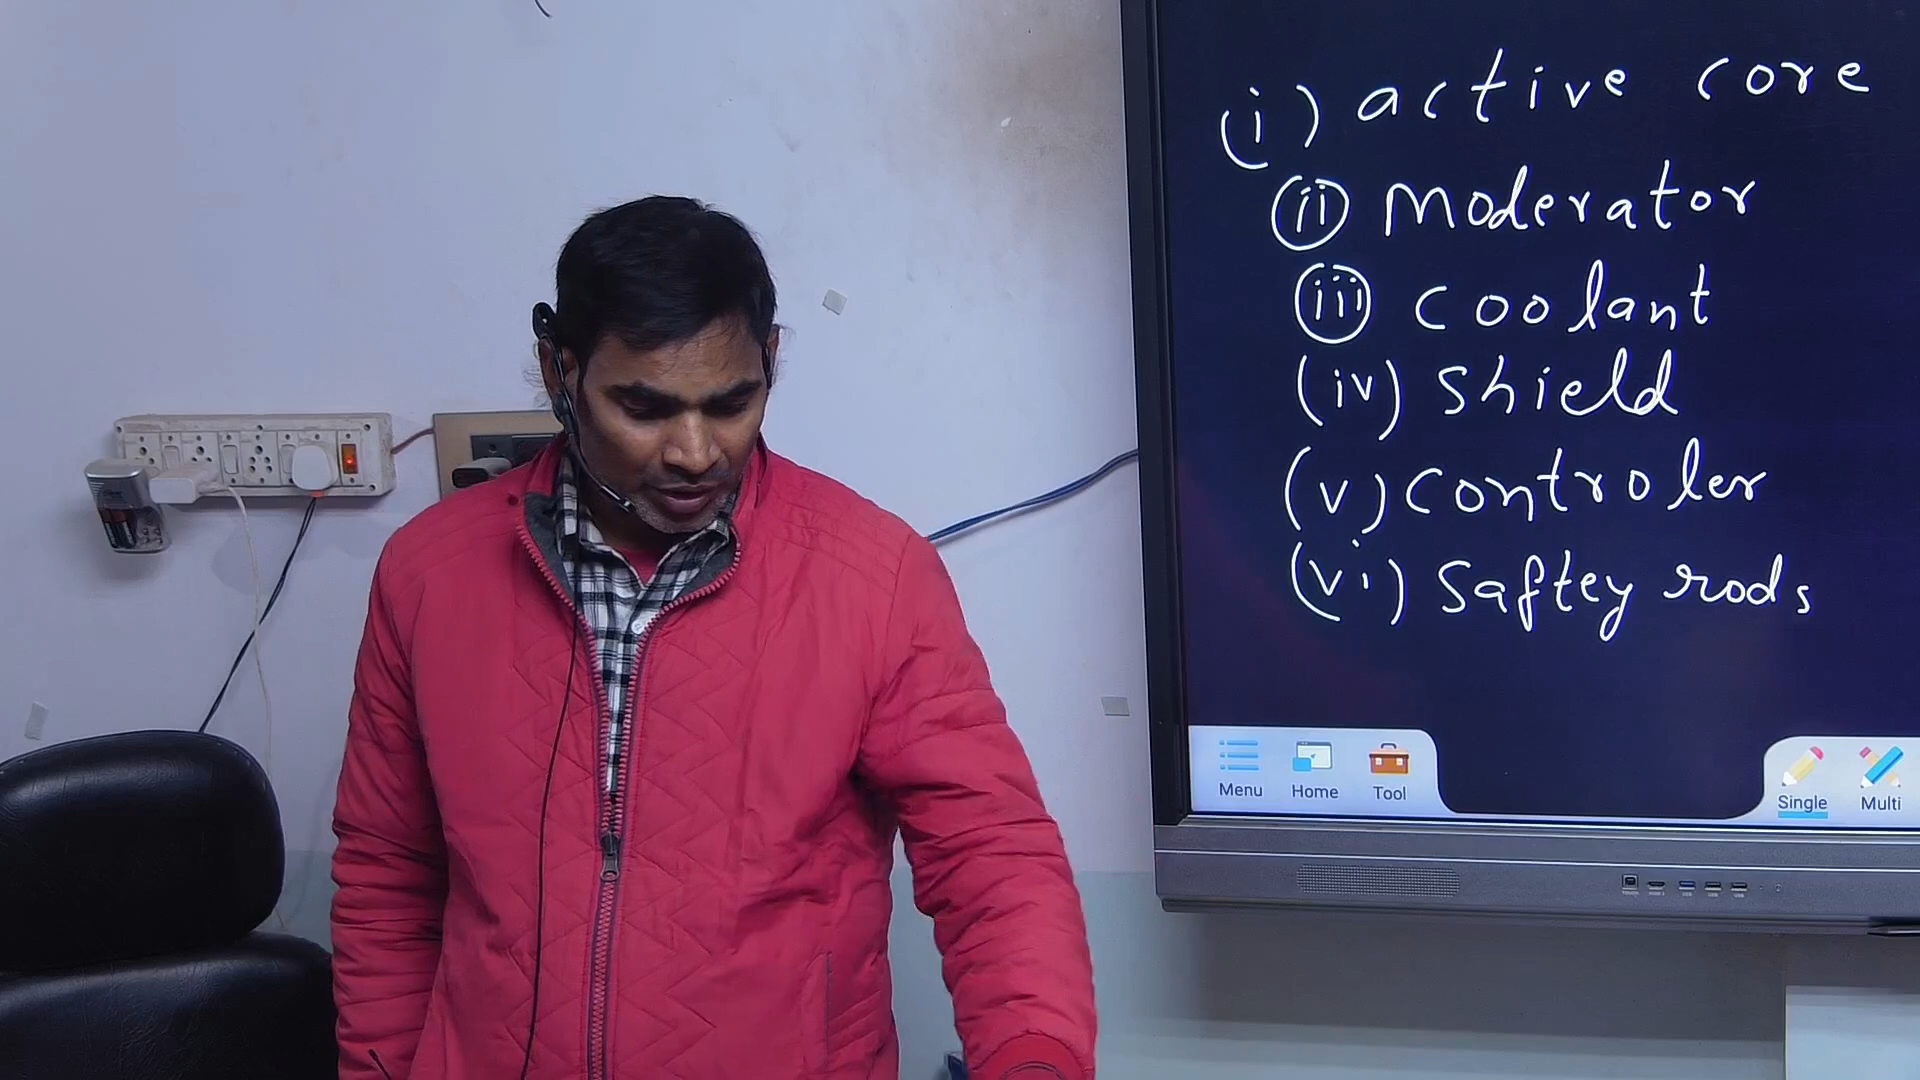 (i) active core
(ii) Moderator
(iii) coolant
(iv) Shield
(v) Controler
(vi) Saftey rods
Menu Home Tool Single Multi